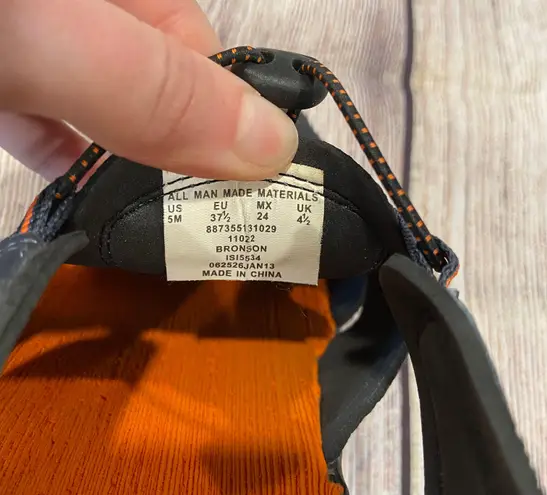 ALL MAN MADE MATERIALS
US EU MX UK
5M 37½ 24 4½
887355131029
11022
BRONSON
ISI5534
062526JAN13
MADE IN CHINA